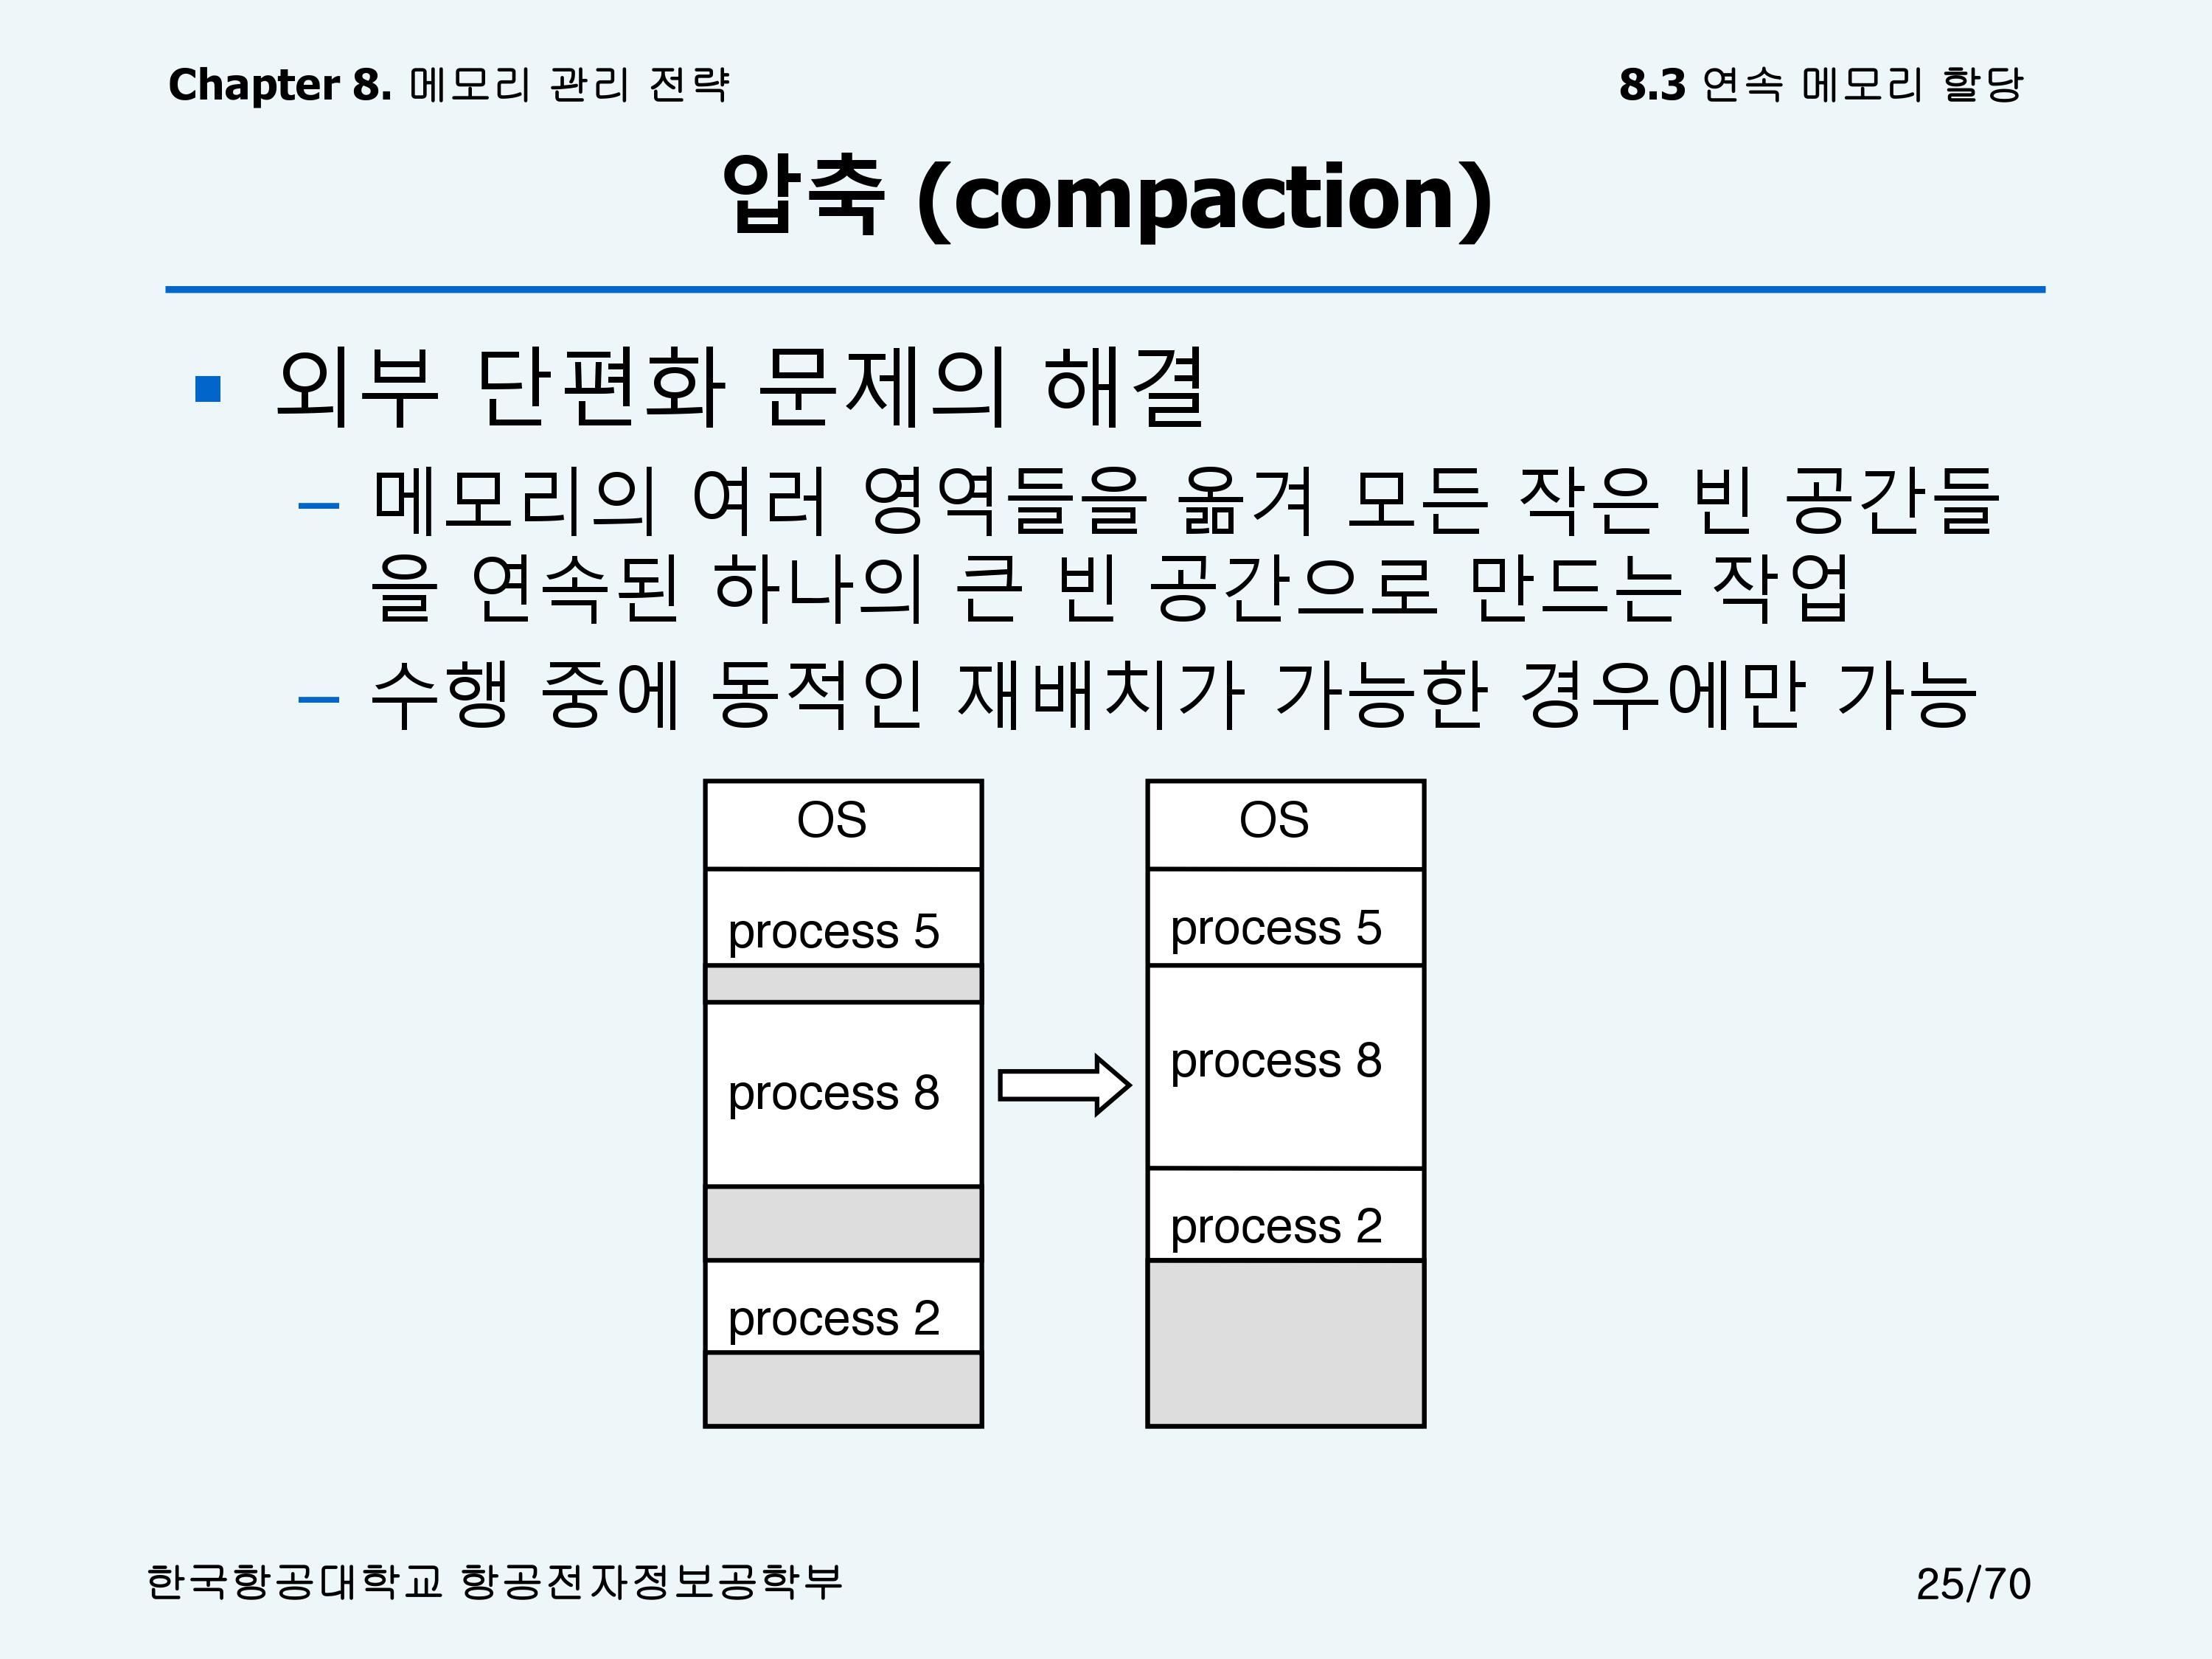 Chapter 8. 메모리 관리 전략
8.3 연속 메모리 할당
압축 (compaction)
▪ 외부 단편화 문제의 해결
– 메모리의 여러 영역들을 옮겨 모든 작은 빈 공간들
을 연속된 하나의 큰 빈 공간으로 만드는 작업
– 수행 중에 동적인 재배치가 가능한 경우에만 가능
OS
process 5
process 8
process 2
OS
process 5
process 8
process 2
한국항공대학교 항공전자정보공학부
25/70